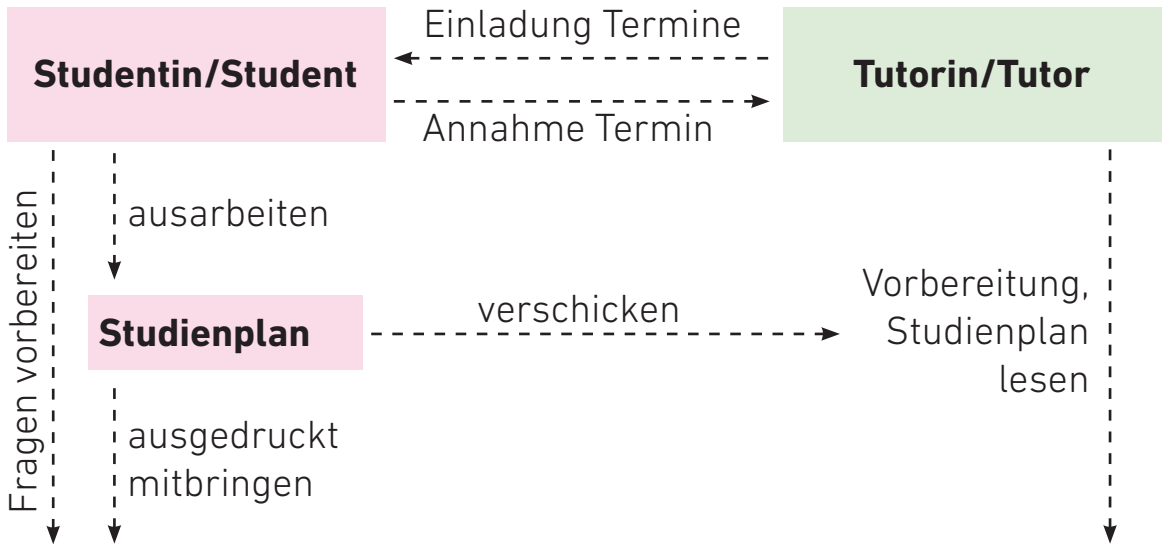 Einladung Termine
Studentin/Student
Tutorin/Tutor
Annahme Termin
Fragen vorbereiten
ausarbeiten
Studienplan
verschicken
Vorbereitung,
Studienplan
lesen
ausgedruckt
mitbringen